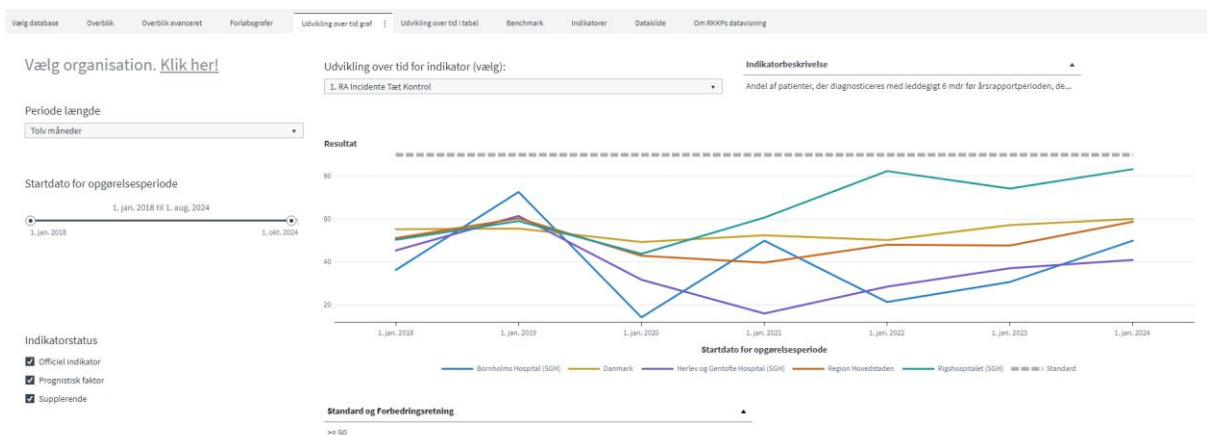 Vælg database Overblik Overblik avanceret Forløbsgrafer Udvikling over tid graf Udvikling over tid i tabel Benchmark Indikatorer Datakilde Om RKKPs datavisning
Vælg organisation. Klik her!
Periode længde
Tolv måneder
Startdato for opgørelsesperiode
1. jan. 2018 til 1. aug. 2024
1. jan. 2018 1. okt. 2024
Indikatorstatus
Officiel indikator
Prognistisk faktor
Supplerende
Udvikling over tid for indikator (vælg):
1. RA Incidente Tæt Kontrol
Indikatorbeskrivelse
Andel af patienter, der diagnosticeres med leddegigt 6 mdr før årsrapportperioden, de...
Resultat
80
60
40
20
1. jan. 2018 1. jan. 2019 1. jan. 2020 1. jan. 2021 1. jan. 2022 1. jan. 2023 1. jan. 2024
Startdato for opgørelsesperiode
Bornholms Hospital (SGH) Danmark Herlev og Gentofte Hospital (SGH) Region Hovedstaden Rigshospitalet (SGH) Standard
Standard og Forbedringsretning
>= 90